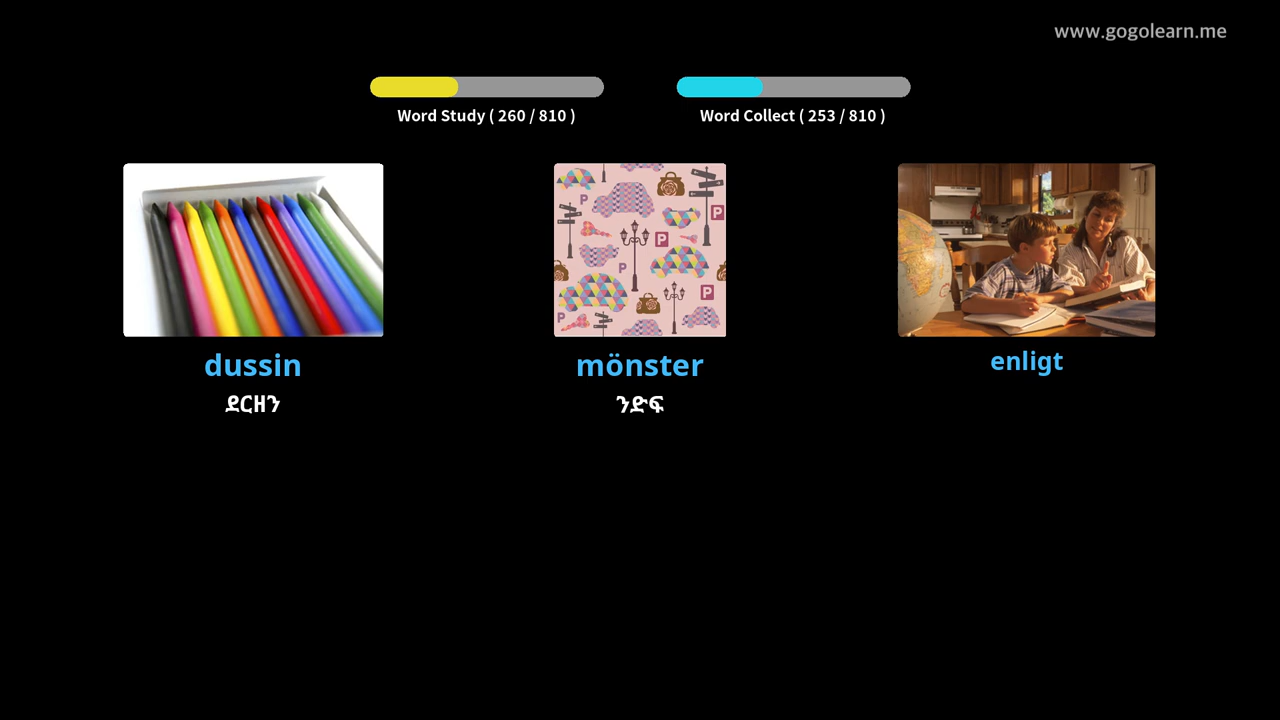 www.gogolearn.me
Word Study ( 260 / 810 )
Word Collect ( 253 / 810 )
dussin
mönster
enligt
ደርዘን
ንድፍ